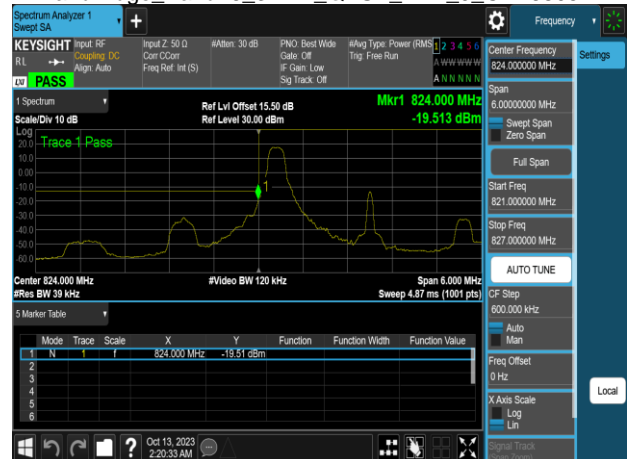 Spectrum Analyzer 1
Swept SA
Frequency
KEYSIGHT Input: RF Input Z: 50 Ω #Atten: 30 dB PNO: Best Wide #Avg Type: Power (RMS) 1 2 3 4 5 6
RL Coupling: DC Corr CCorr Gate: Off Trig: Free Run A W W W W W
Align: Auto Freq Ref: Int (S) IF Gain: Low
LXI PASS Sig Track: Off A N N N N N
1 Spectrum Ref Lvl Offset 15.50 dB Mkr1 824.000 MHz
Scale/Div 10 dB Ref Level 30.00 dBm -19.513 dBm
Log
Trace 1 Pass
20.0
10.0
0.00
-10.0
1
-20.0
-30.0
-40.0
-50.0
-60.0
Center 824.000 MHz #Video BW 120 kHz Span 6.000 MHz
#Res BW 39 kHz Sweep 4.87 ms (1001 pts)
5 Marker Table
Mode Trace Scale X Y Function Function Width Function Value
1 N 1 f 824.000 MHz -19.51 dBm
2
3
4
5
6
Oct 13, 2023
2:20:33 AM
Center Frequency
824.000000 MHz
Settings
Span
6.00000000 MHz
Swept Span
Zero Span
Full Span
Start Freq
821.000000 MHz
Stop Freq
827.000000 MHz
AUTO TUNE
CF Step
600.000 kHz
Auto
Man
Freq Offset
0 Hz
X Axis Scale
Log
Lin
Local
Signal Track
(Span Zoom)